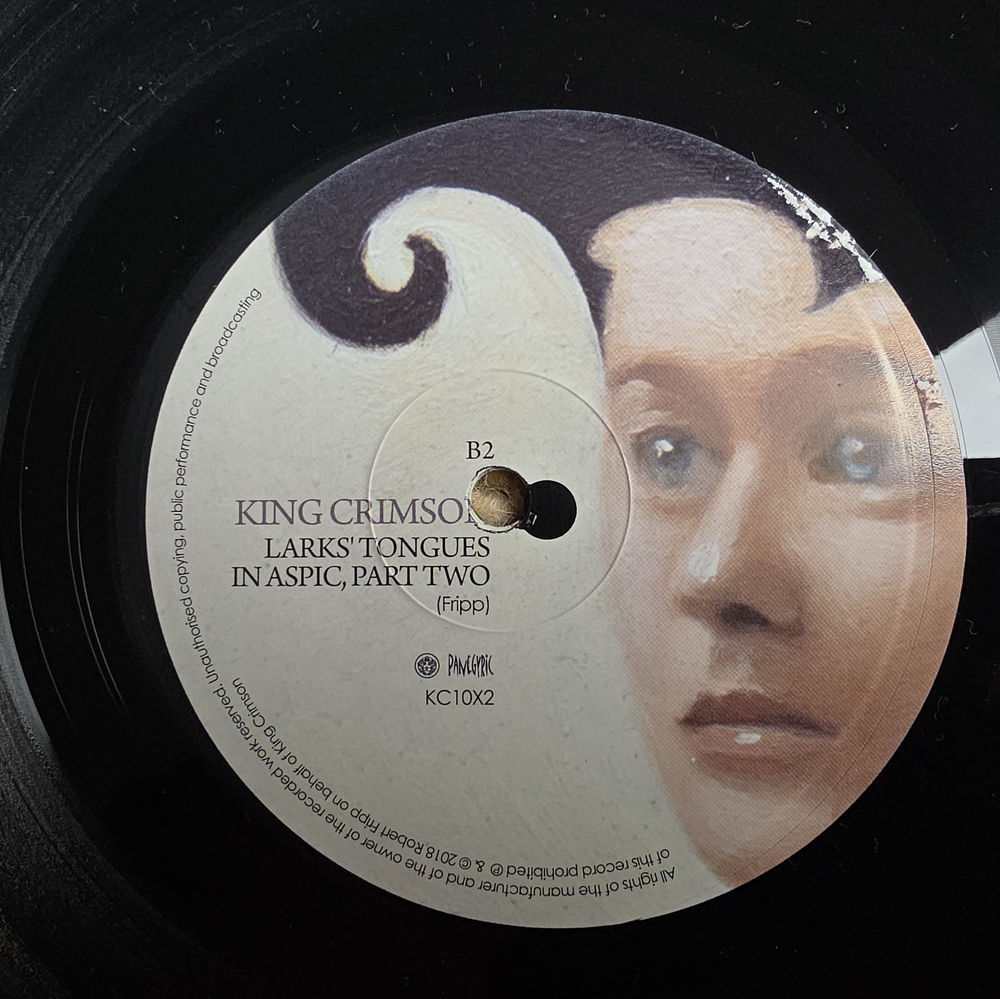 B2
KING CRIMSON
LARKS' TONGUES
IN ASPIC, PART TWO
(Fripp)
PANEGYRIC
KC10X2
All rights of the manufacturer and of the owner of the recorded work reserved. Unauthorised copying, public performance and broadcasting
of this record prohibited ℗ & © 2018 Robert Fripp on behalf of King Crimson